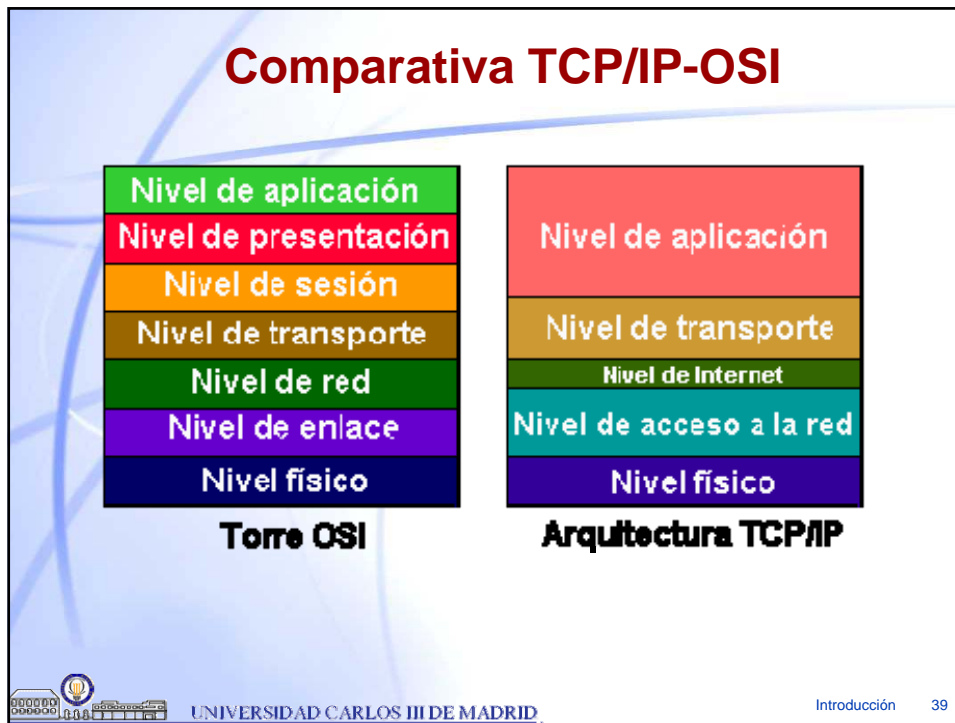 Comparativa TCP/IP-OSI
Nivel de aplicación
Nivel de presentación
Nivel de sesión
Nivel de transporte
Nivel de red
Nivel de enlace
Nivel físico
Torre OSI
Nivel de aplicación
Nivel de transporte
Nivel de Internet
Nivel de acceso a la red
Nivel físico
Arquitectura TCP/IP
UNIVERSIDAD CARLOS III DE MADRID
Introducción 39